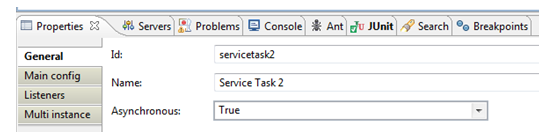 Properties Servers Problems Console Ant JUnit Search Breakpoints
General
Main config
Listeners
Multi instance
Id: servicetask2
Name: Service Task 2
Asynchronous: True